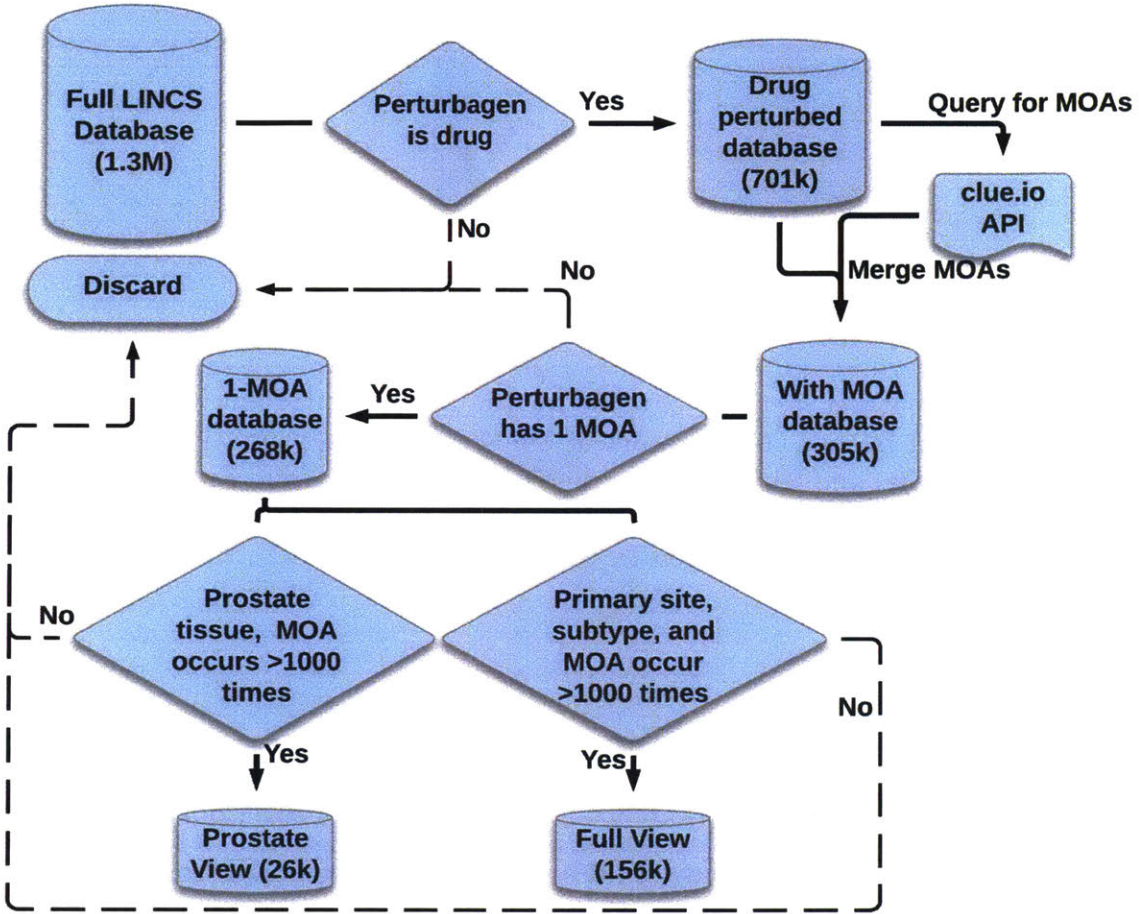 Full LINCS
Database
(1.3M)
Perturbagen
is drug
Yes
Drug
perturbed
database
(701k)
Query for MOAs
clue.io
API
No
Discard
No
Merge MOAs
1-MOA
database
(268k)
Yes
Perturbagen
has 1 MOA
With MOA
database
(305k)
No
Prostate
tissue, MOA
occurs >1000
times
Primary site,
subtype, and
MOA occur
>1000 times
No
Yes
Yes
Prostate
View (26k)
Full View
(156k)